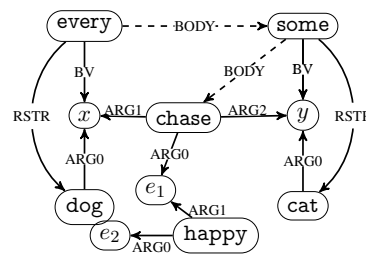 every
BODY
some
BV
BODY
BV
RSTR
x
ARG1
chase
ARG2
y
RSTR
ARG0
ARG0
ARG0
e1
dog
ARG1
cat
e2
ARG0
happy